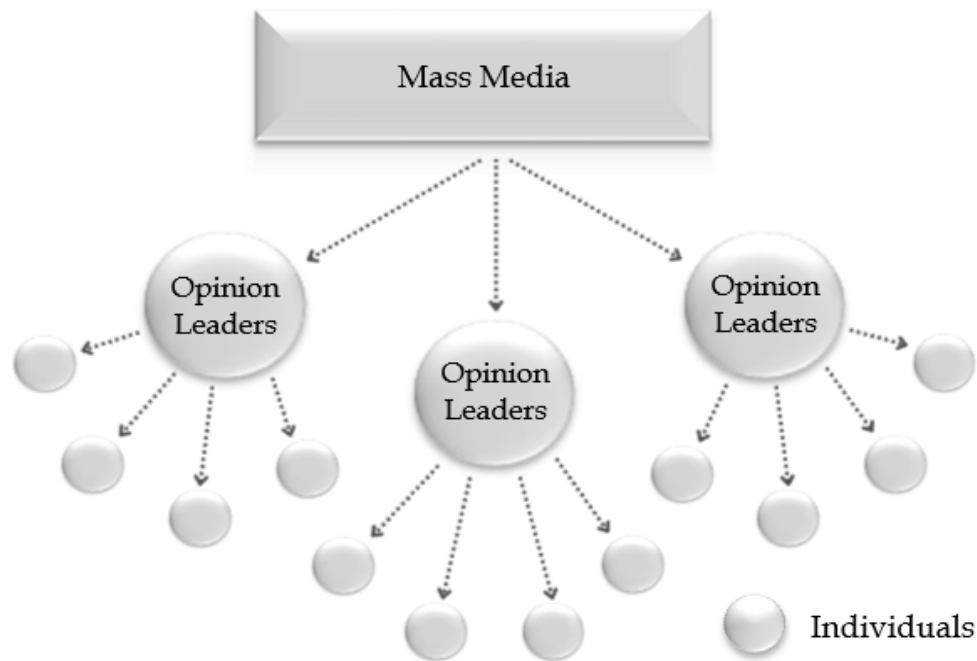 Mass Media
Opinion
Leaders
Opinion
Leaders
Opinion
Leaders
Individuals